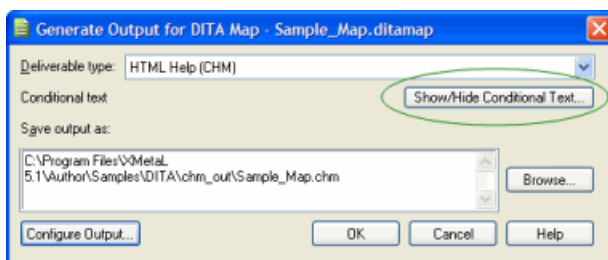 Generate Output for DITA Map - Sample_Map.ditamap
Deliverable type: HTML Help (CHM)
Conditional text Show/Hide Conditional Text...
Save output as:
C:\Program Files\XMetaL
5.1\Author\Samples\DITA\chm_out\Sample_Map.chm
Browse...
Configure Output... OK Cancel Help